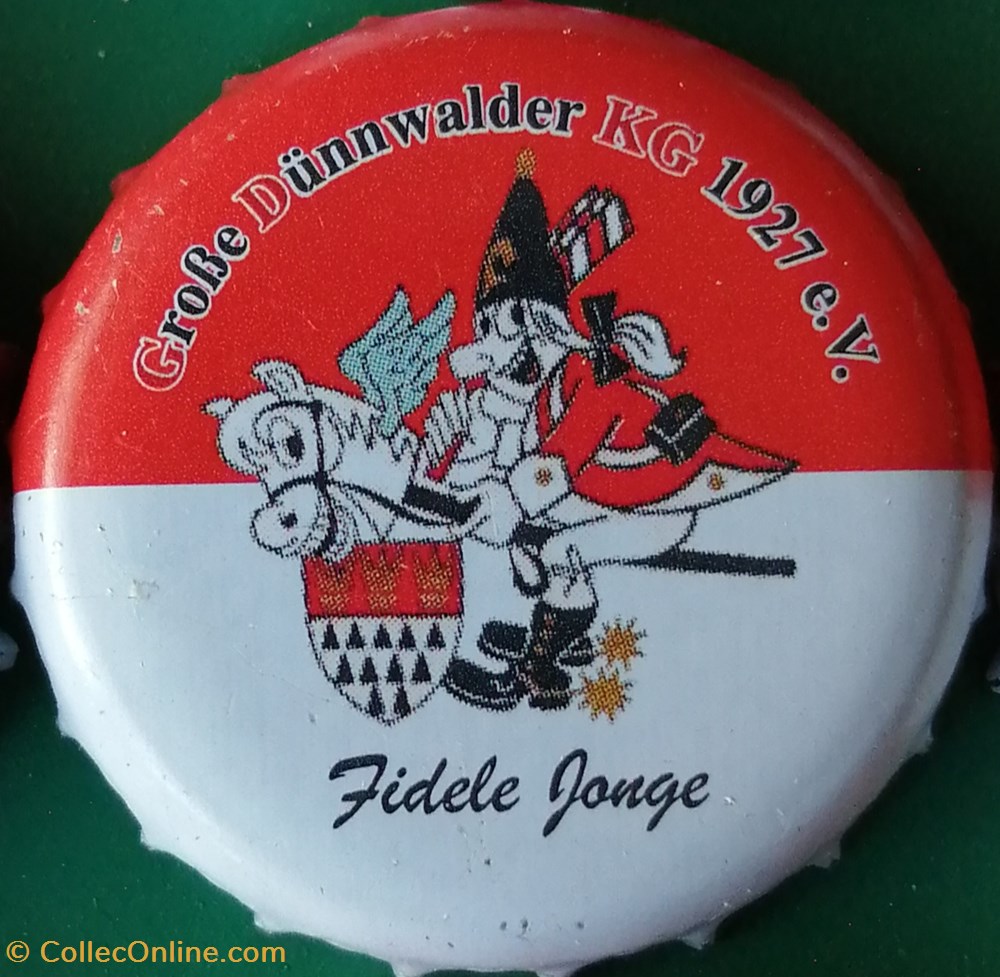 Große Dünnwalder KG 1927 e.V.
Fidele Jonge
© CollecOnline.com